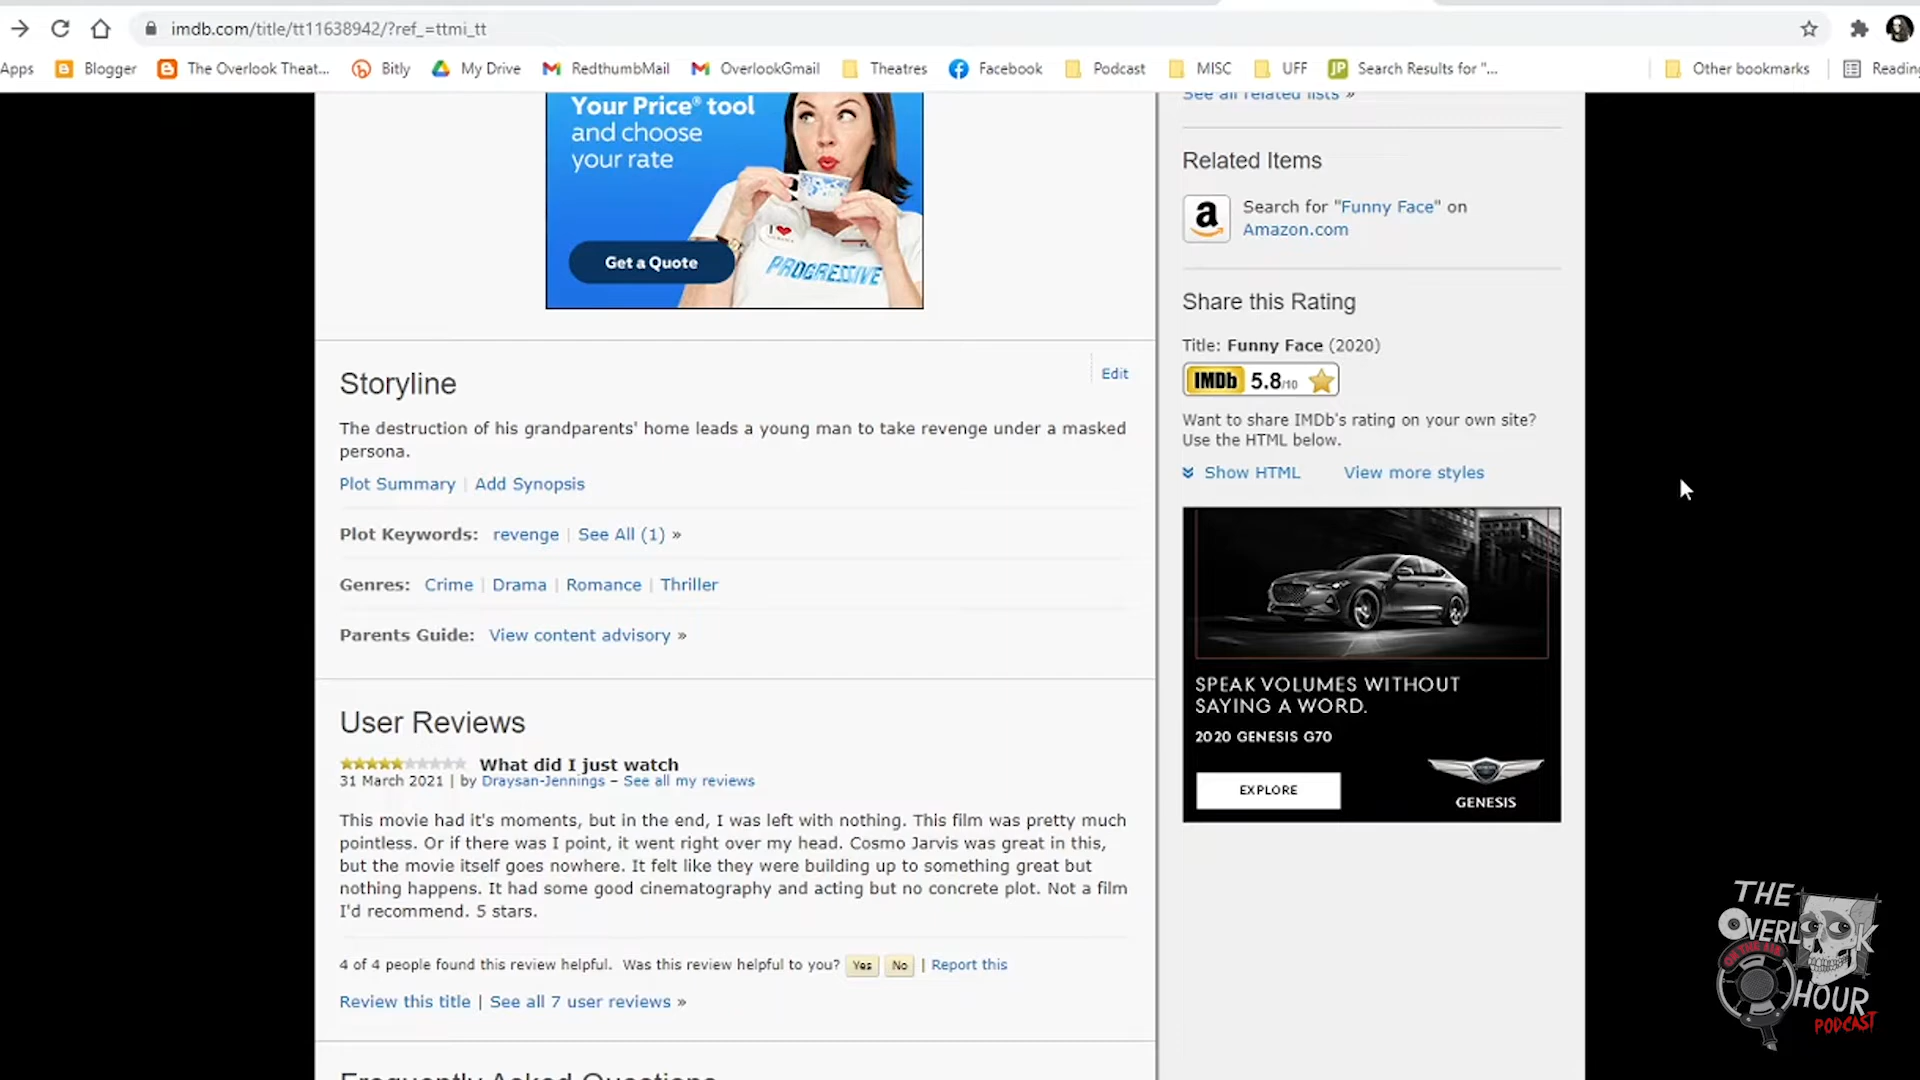 imdb.com/title/tt11638942/?ref_=ttmi_tt
Apps Blogger The Overlook Theat... Bitly My Drive RedthumbMail OverlookGmail Theatres Facebook Podcast MISC UFF JP Search Results for "... Other bookmarks Reading
Your Price® tool
and choose
your rate
Get a Quote
I
PROGRESSIVE
See all related lists »
Related Items
a
Search for "Funny Face" on
Amazon.com
Share this Rating
Title: Funny Face (2020)
IMDb 5.8/10
Want to share IMDb's rating on your own site?
Use the HTML below.
Show HTML View more styles
SPEAK VOLUMES WITHOUT
SAYING A WORD.
2020 GENESIS G70
EXPLORE
GENESIS
Storyline
Edit
The destruction of his grandparents' home leads a young man to take revenge under a masked
persona.
Plot Summary | Add Synopsis
Plot Keywords: revenge | See All (1) »
Genres: Crime | Drama | Romance | Thriller
Parents Guide: View content advisory »
User Reviews
What did I just watch
31 March 2021 | by Draysan-Jennings – See all my reviews
This movie had it's moments, but in the end, I was left with nothing. This film was pretty much
pointless. Or if there was I point, it went right over my head. Cosmo Jarvis was great in this,
but the movie itself goes nowhere. It felt like they were building up to something great but
nothing happens. It had some good cinematography and acting but no concrete plot. Not a film
I'd recommend. 5 stars.
4 of 4 people found this review helpful. Was this review helpful to you? Yes No | Report this
Review this title | See all 7 user reviews »
Frequently Asked Questions
THE
OVERLOOK
ON THE AIR
HOUR
PODCAST